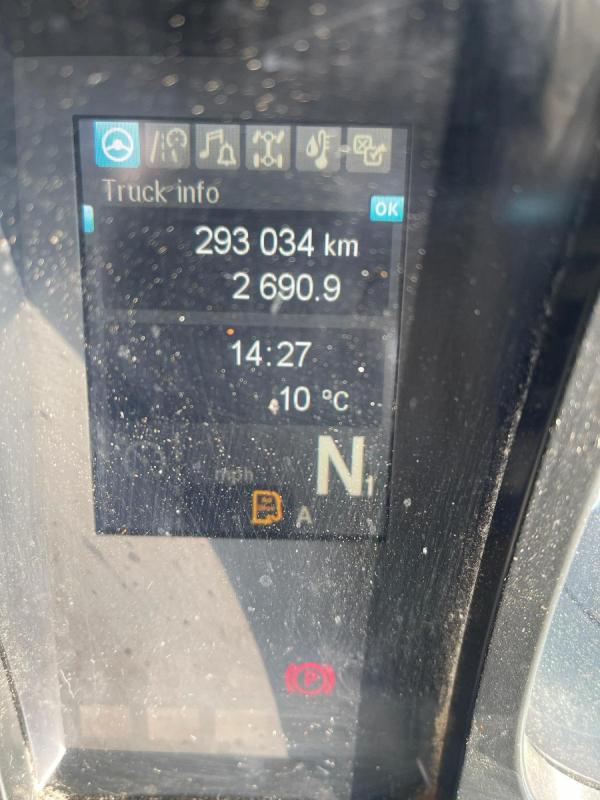 Truck info
OK
293 034 km
2 690.9
14:27
10 °C
mph
N1
A
P